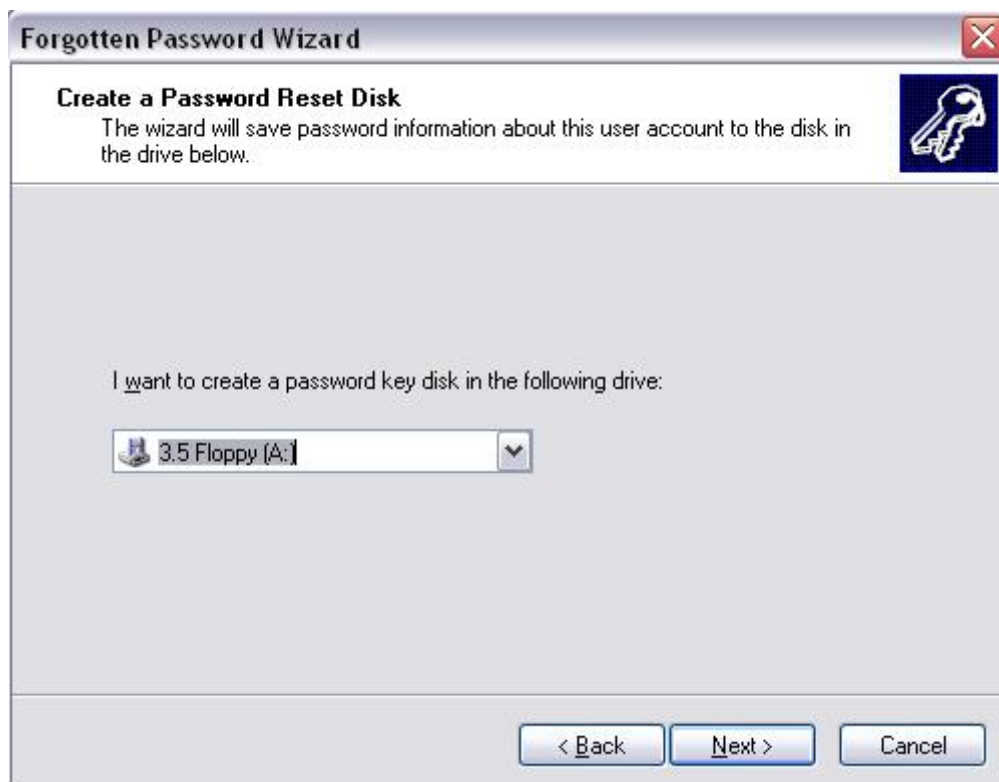 Forgotten Password Wizard
Create a Password Reset Disk
The wizard will save password information about this user account to the disk in
the drive below.
I want to create a password key disk in the following drive:
3.5 Floppy (A:)
< Back
Next >
Cancel